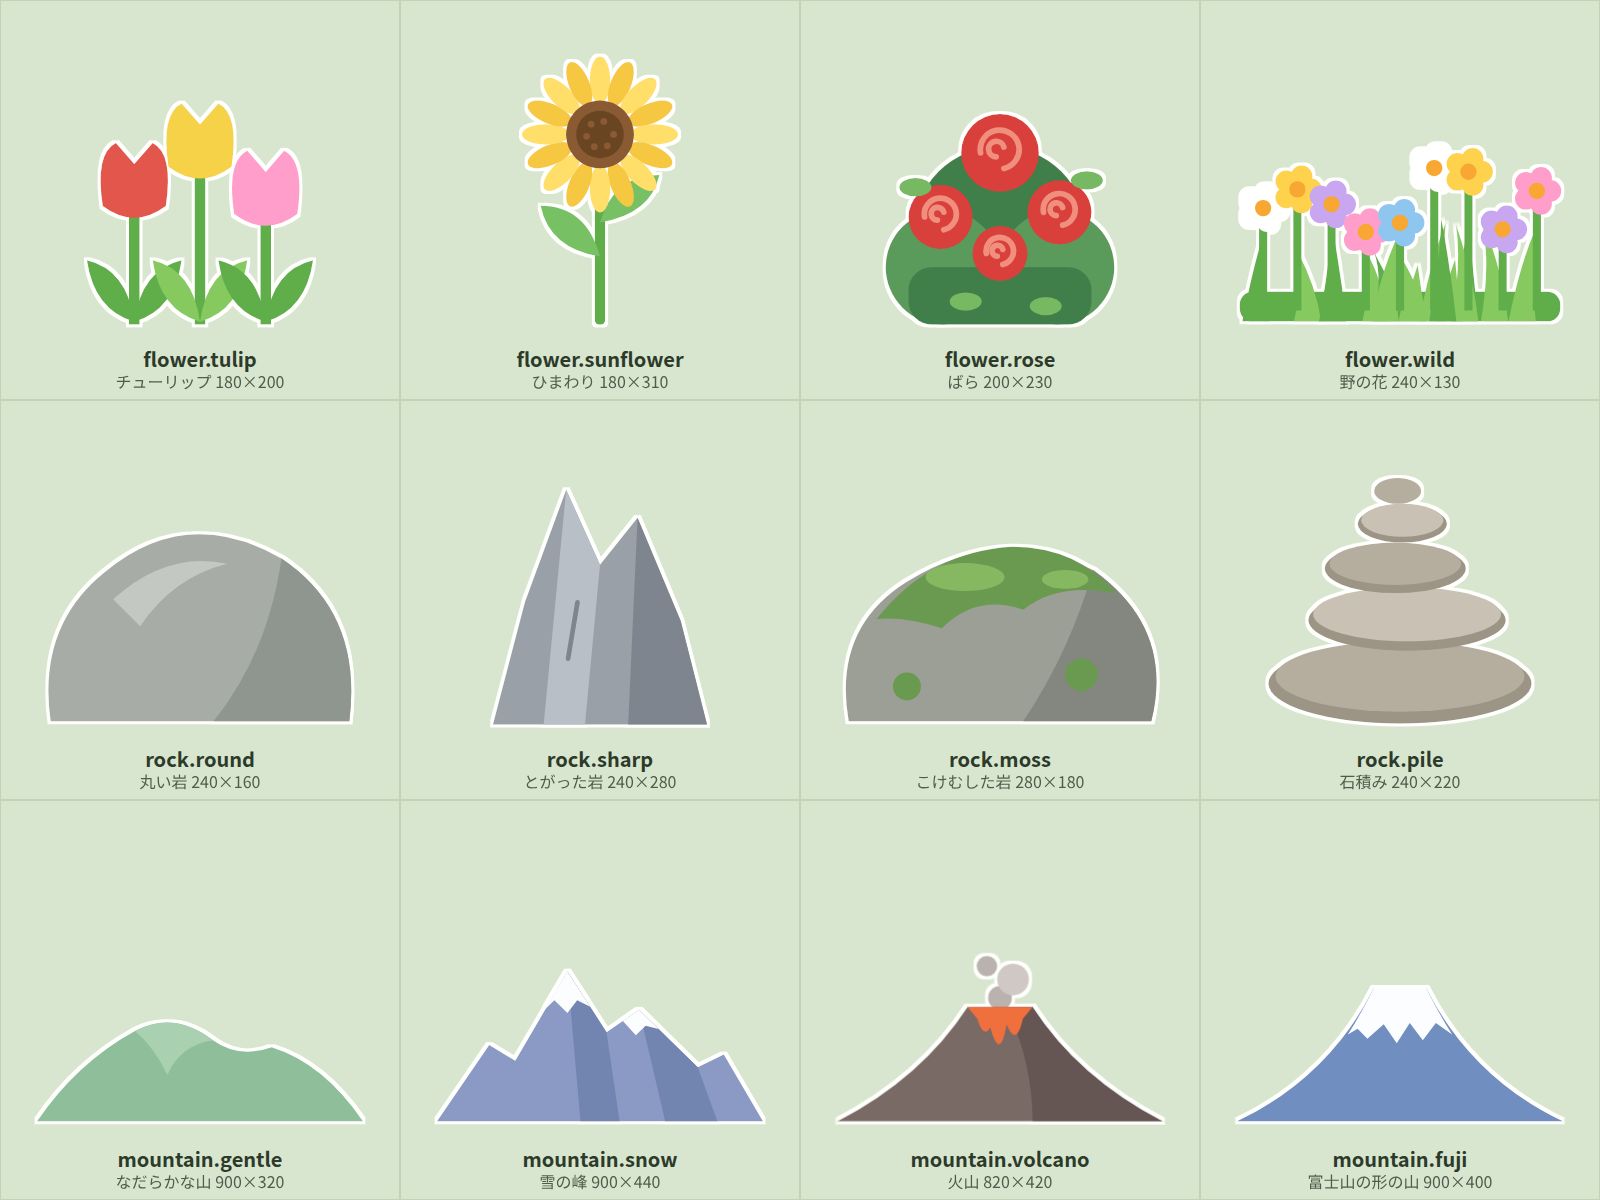 flower.tulip
チューリップ 180×200
flower.sunflower
ひまわり 180×310
flower.rose
ばら 200×230
flower.wild
野の花 240×130
rock.round
丸い岩 240×160
rock.sharp
とがった岩 240×280
rock.moss
こけむした岩 280×180
rock.pile
石積み 240×220
mountain.gentle
なだらかな山 900×320
mountain.snow
雪の峰 900×440
mountain.volcano
火山 820×420
mountain.fuji
富士山の形の山 900×400